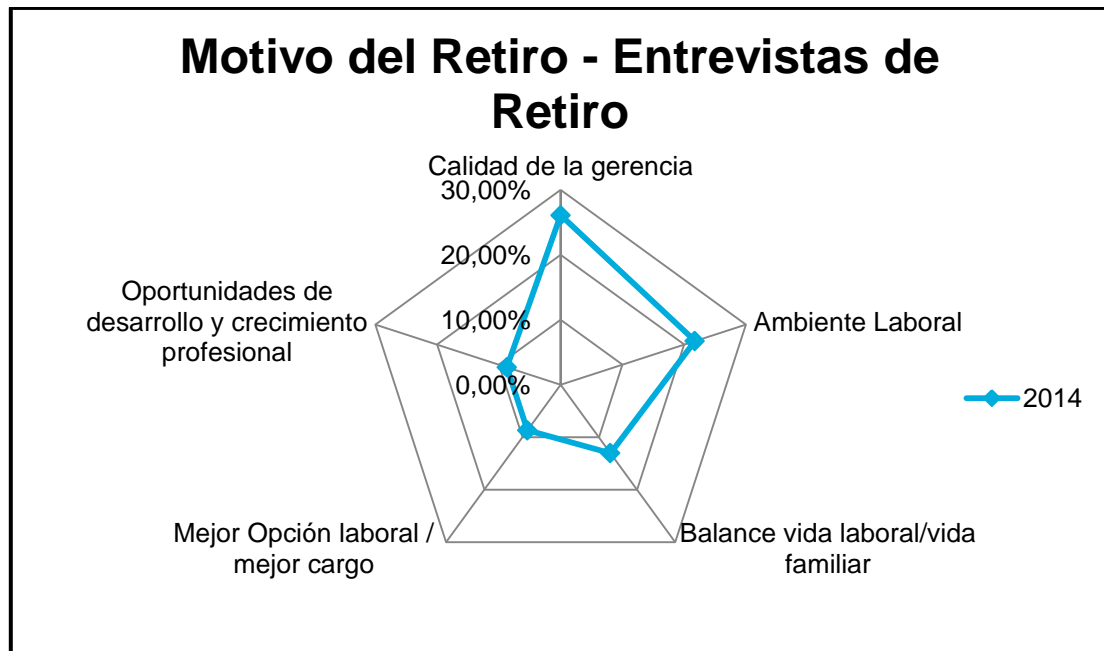 Motivo del Retiro - Entrevistas de
Retiro
Calidad de la gerencia
30,00%
20,00%
10,00%
0,00%
Ambiente Laboral
Balance vida laboral/vida
familiar
Mejor Opción laboral /
mejor cargo
Oportunidades de
desarrollo y crecimiento
profesional
2014